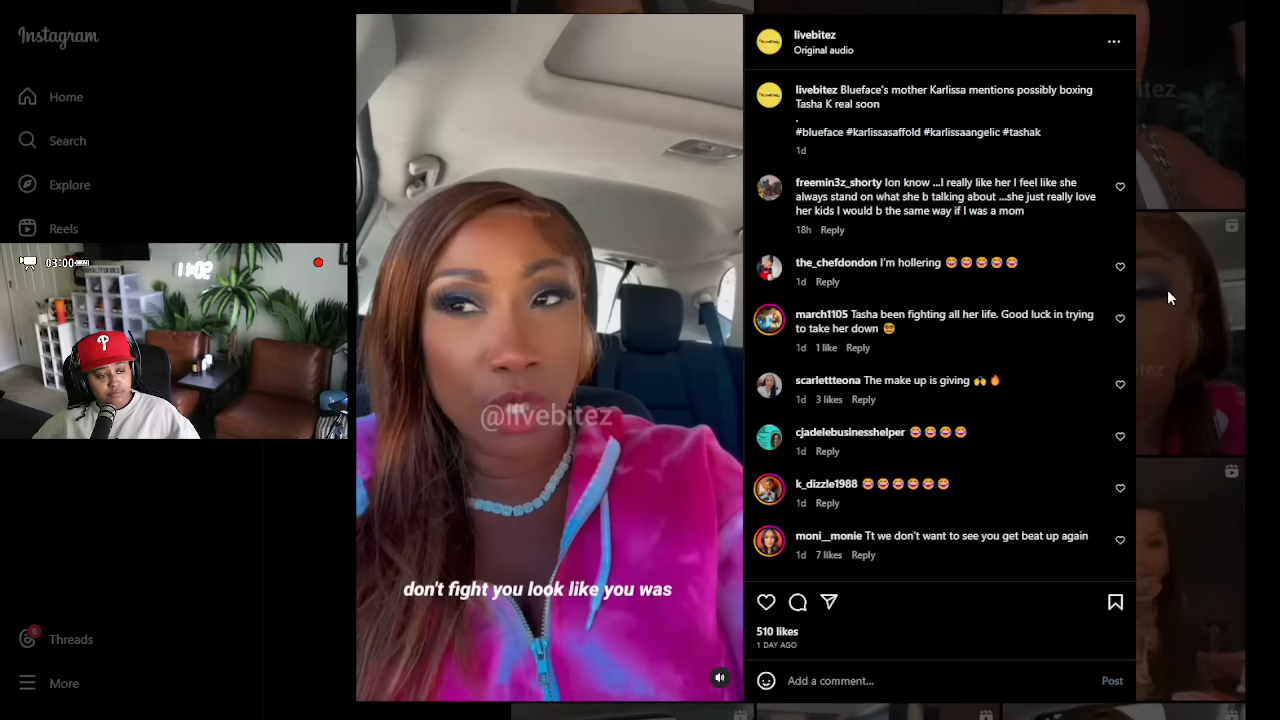 Instagram
Home
Search
Explore
Reels
Threads
6
More
03:00
11:02
P
@livebitez
don't fight you look like you was
livebitez
Original audio
livebitez Blueface's mother Karlissa mentions possibly boxing
Tasha K real soon
.
#blueface #karlissasaffold #karlissaangelic #tashak
1d
freemin3z_shorty Ion know ...I really like her I feel like she
always stand on what she b talking about ...she just really love
her kids I would b the same way if I was a mom
18h Reply
the_chefdondon I'm hollering 😂😂😂😂😂
1d Reply
march1105 Tasha been fighting all her life. Good luck in trying
to take her down
1d 1 like Reply
scarlettteona The make up is giving 🙌 🔥
1d 3 likes Reply
cjadelebusinesshelper 😂😂😂😂
1d Reply
k_dizzle1988 😂😂😂😂😂😂
1d Reply
moni__monie Tt we don't want to see you get beat up again
1d 7 likes Reply
510 likes
1 DAY AGO
Add a comment...
Post